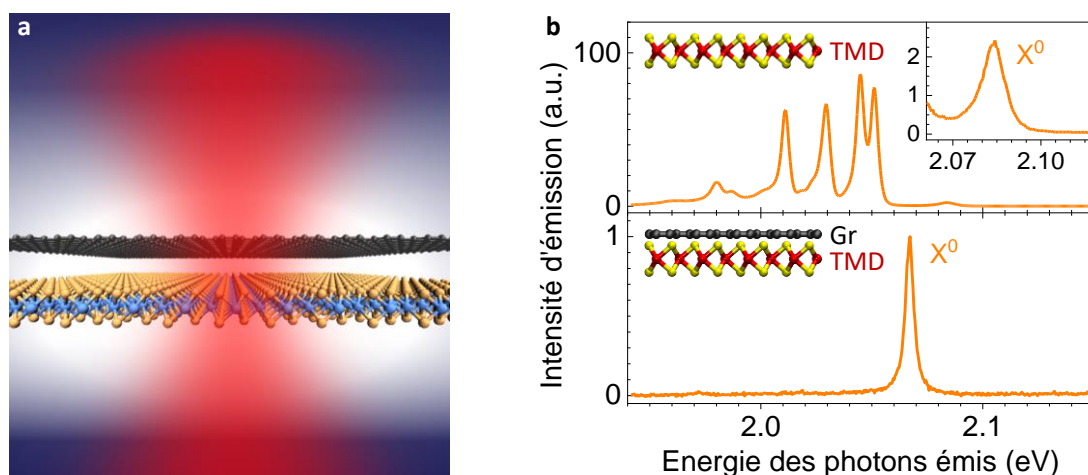 a
b
Intensité d'émission (a.u.)
100
0
TMD
X⁰
2
1
0
2.07
2.10
1
0
Gr
TMD
X⁰
2.0
2.1
Energie des photons émis (eV)